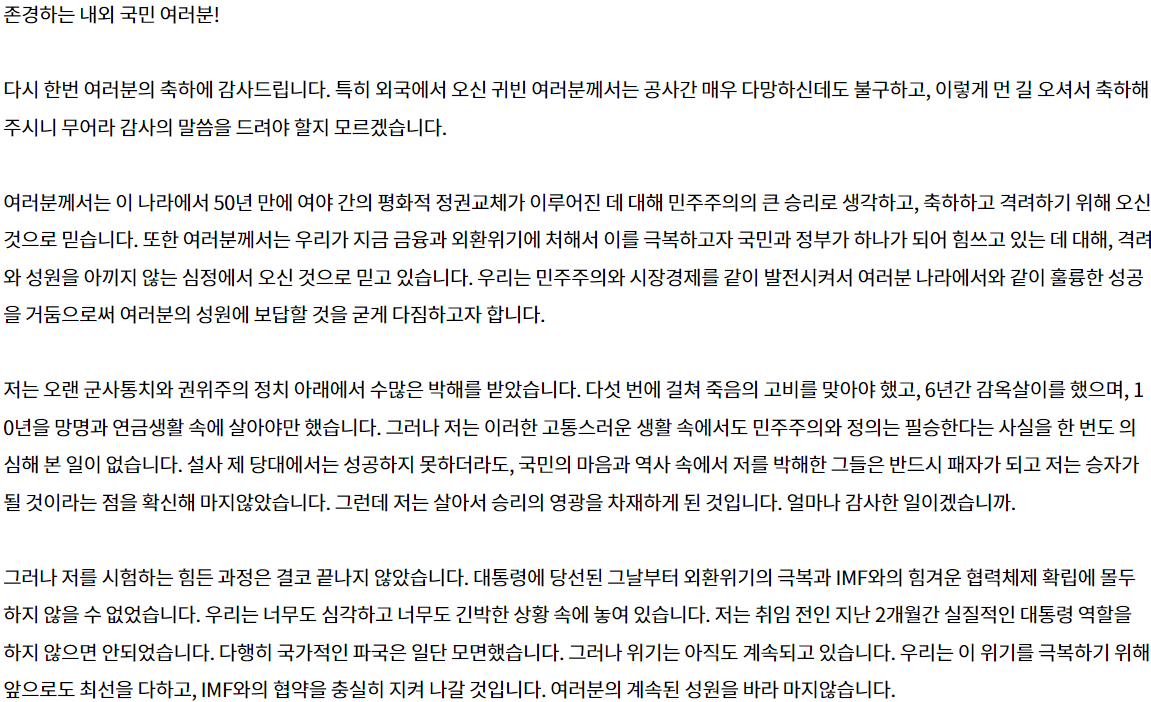 존경하는 내외 국민 여러분!
다시 한번 여러분의 축하에 감사드립니다. 특히 외국에서 오신 귀빈 여러분께서는 공사간 매우 다망하신데도 불구하고, 이렇게 먼 길 오셔서 축하해
주시니 무어라 감사의 말씀을 드려야 할지 모르겠습니다.
여러분께서는 이 나라에서 50년 만에 여야 간의 평화적 정권교체가 이루어진 데 대해 민주주의의 큰 승리로 생각하고, 축하하고 격려하기 위해 오신
것으로 믿습니다. 또한 여러분께서는 우리가 지금 금융과 외환위기에 처해서 이를 극복하고자 국민과 정부가 하나가 되어 힘쓰고 있는 데 대해, 격려
와 성원을 아끼지 않는 심정에서 오신 것으로 믿고 있습니다. 우리는 민주주의와 시장경제를 같이 발전시켜서 여러분 나라에서와 같이 훌륭한 성공
을 거둠으로써 여러분의 성원에 보답할 것을 굳게 다짐하고자 합니다.
저는 오랜 군사통치와 권위주의 정치 아래에서 수많은 박해를 받았습니다. 다섯 번에 걸쳐 죽음의 고비를 맞아야 했고, 6년간 감옥살이를 했으며, 1
0년을 망명과 연금생활 속에 살아야만 했습니다. 그러나 저는 이러한 고통스러운 생활 속에서도 민주주의와 정의는 필승한다는 사실을 한 번도 의
심해 본 일이 없습니다. 설사 제 당대에서는 성공하지 못하더라도, 국민의 마음과 역사 속에서 저를 박해한 그들은 반드시 패자가 되고 저는 승자가
될 것이라는 점을 확신해 마지않았습니다. 그런데 저는 살아서 승리의 영광을 차재하게 된 것입니다. 얼마나 감사한 일이겠습니까.
그러나 저를 시험하는 힘든 과정은 결코 끝나지 않았습니다. 대통령에 당선된 그날부터 외환위기의 극복과 IMF와의 힘겨운 협력체제 확립에 몰두
하지 않을 수 없었습니다. 우리는 너무도 심각하고 너무도 긴박한 상황 속에 놓여 있습니다. 저는 취임 전인 지난 2개월간 실질적인 대통령 역할을
하지 않으면 안되었습니다. 다행히 국가적인 파국은 일단 모면했습니다. 그러나 위기는 아직도 계속되고 있습니다. 우리는 이 위기를 극복하기 위해
앞으로도 최선을 다하고, IMF와의 협약을 충실히 지켜 나갈 것입니다. 여러분의 계속된 성원을 바라 마지않습니다.